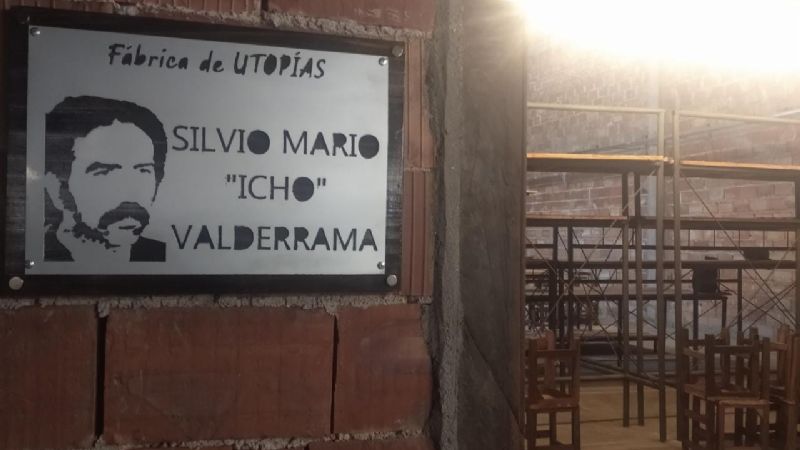 Fábrica de UTOPÍAS
SILVIO MARIO
"ICHO"
VALDERRAMA